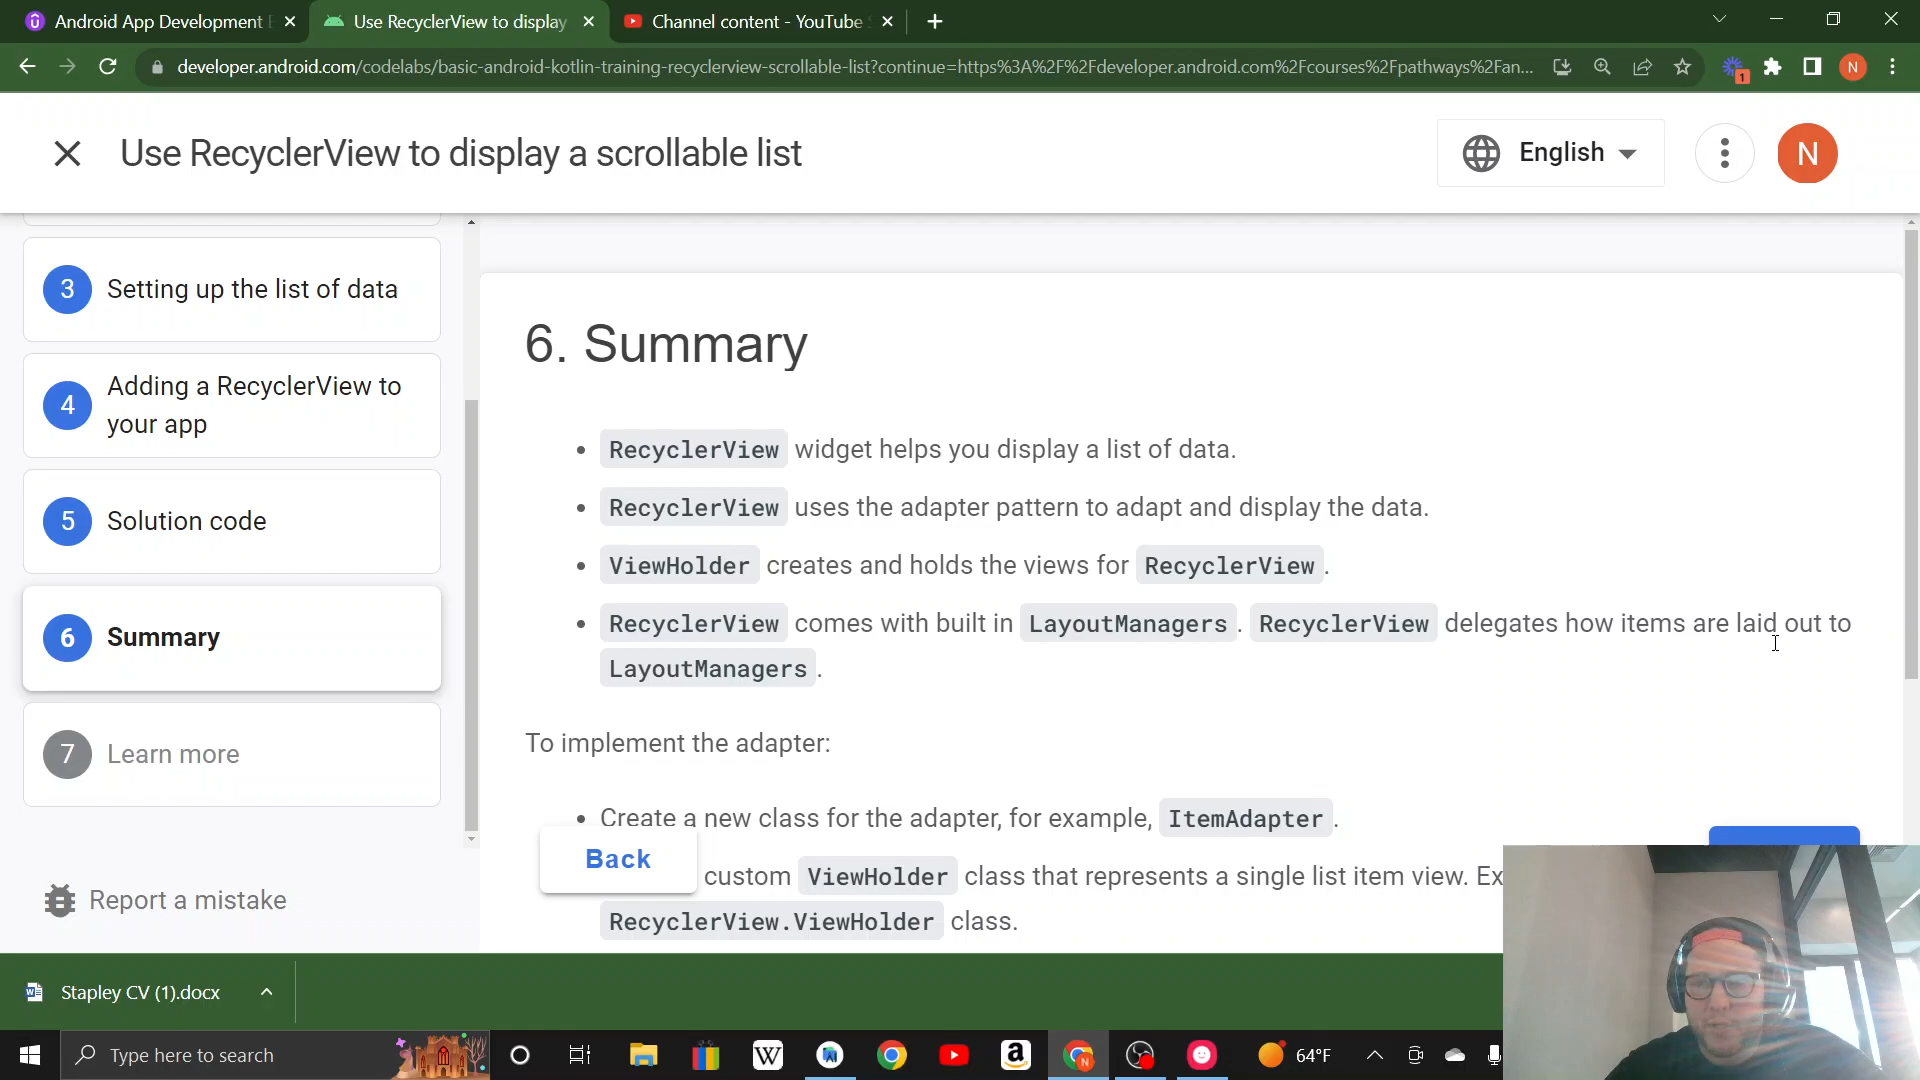 Android App Development
Use RecyclerView to display
Channel content - YouTube
developer.android.com/codelabs/basic-android-kotlin-training-recyclerview-scrollable-list?continue=https%3A%2F%2Fdeveloper.android.com%2Fcourses%2Fpathways%2Fan...
1
N
Use RecyclerView to display a scrollable list
English
N
3 Setting up the list of data
4 Adding a RecyclerView to
your app
5 Solution code
6 Summary
7 Learn more
Report a mistake
6. Summary
RecyclerView widget helps you display a list of data.
RecyclerView uses the adapter pattern to adapt and display the data.
ViewHolder creates and holds the views for RecyclerView.
RecyclerView comes with built in LayoutManagers. RecyclerView delegates how items are laid out to
LayoutManagers.
To implement the adapter:
Create a new class for the adapter, for example, ItemAdapter.
Back
custom ViewHolder class that represents a single list item view. Ex
RecyclerView.ViewHolder class.
Stapley CV (1).docx
Type here to search
W
a
N
64°F